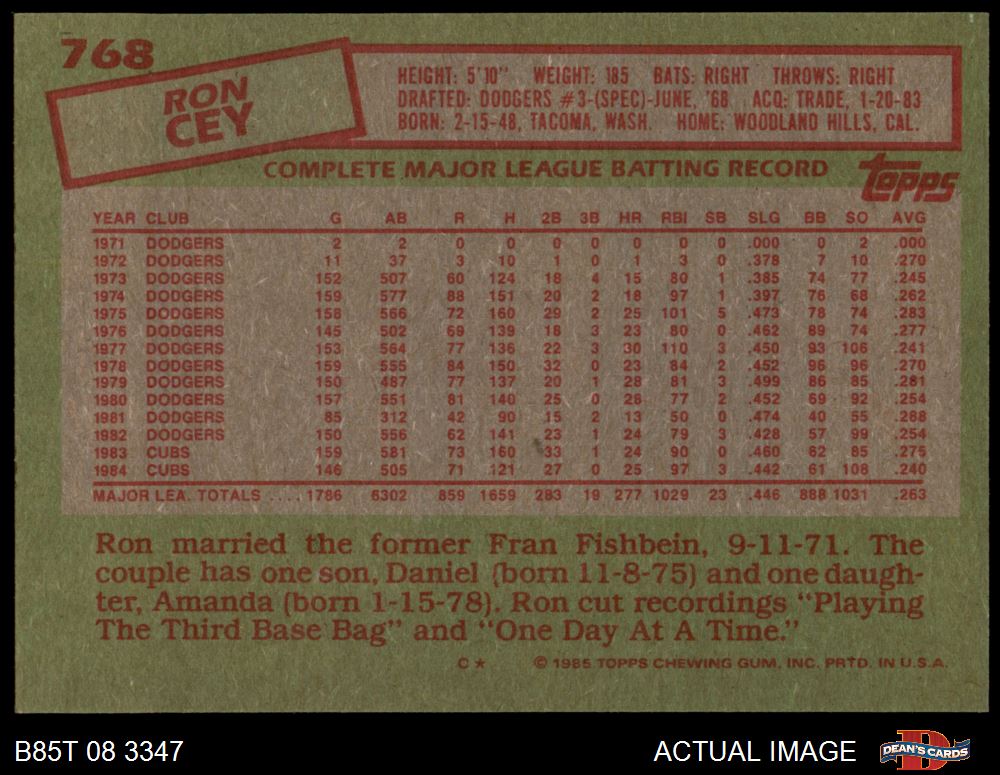 768
RON
CEY
HEIGHT: 5'10" WEIGHT: 185 BATS: RIGHT THROWS: RIGHT
DRAFTED: DODGERS #3-(SPEC)-JUNE, '68 ACQ: TRADE, 1-20-83
BORN: 2-15-48, TACOMA, WASH. HOME: WOODLAND HILLS, CAL.
COMPLETE MAJOR LEAGUE BATTING RECORD
Topps
YEAR CLUB G AB R H 2B 3B HR RBI SB SLG BB SO AVG
1971 DODGERS 2 2 0 0 0 0 0 0 0 .000 0 2 .000
1972 DODGERS 11 37 3 10 1 0 1 3 0 .378 7 10 .270
1973 DODGERS 152 507 60 124 18 4 15 80 1 .385 74 77 .245
1974 DODGERS 159 577 88 151 20 2 18 97 1 .397 76 68 .262
1975 DODGERS 158 566 72 160 29 2 25 101 5 .473 78 74 .283
1976 DODGERS 145 502 69 139 18 3 23 80 0 .462 89 74 .277
1977 DODGERS 153 564 77 136 22 3 30 110 3 .450 93 106 .241
1978 DODGERS 159 555 84 150 32 0 23 84 2 .452 96 96 .270
1979 DODGERS 150 487 77 137 20 1 28 81 3 .499 86 85 .281
1980 DODGERS 157 551 81 140 25 0 28 77 2 .452 69 92 .254
1981 DODGERS 85 312 42 90 15 2 13 50 0 .474 40 55 .288
1982 DODGERS 150 556 62 141 23 1 24 79 3 .428 57 99 .254
1983 CUBS 159 581 73 160 33 1 24 90 0 .460 62 85 .275
1984 CUBS 146 505 71 121 27 0 25 97 3 .442 61 108 .240
MAJOR LEA. TOTALS .... 1786 6302 859 1659 283 19 277 1029 23 .446 888 1031 .263
Ron married the former Fran Fishbein, 9-11-71. The
couple has one son, Daniel (born 11-8-75) and one daugh-
ter, Amanda (born 1-15-78). Ron cut recordings "Playing
The Third Base Bag" and "One Day At A Time."
C★ © 1985 TOPPS CHEWING GUM, INC. PRTD. IN U.S.A.
B85T 08 3347 ACTUAL IMAGE DEAN'S CARDS